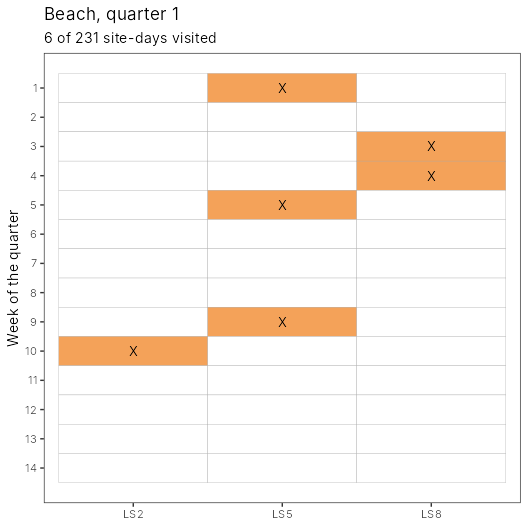 Beach, quarter 1
6 of 231 site-days visited
Week of the quarter
1 X
2
3 X
4 X
5 X
6
7
8
9 X
10 X
11
12
13
14
LS2 LS5 LS8